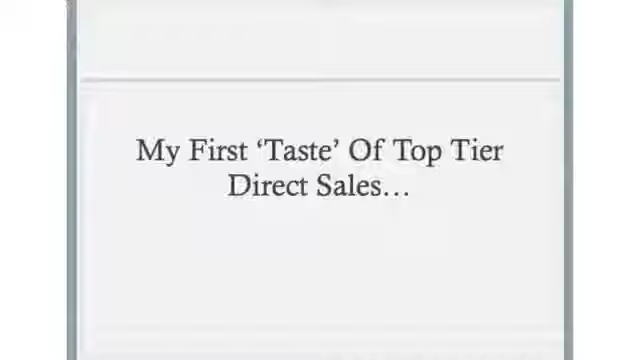 My First ‘Taste’ Of Top Tier
Direct Sales…